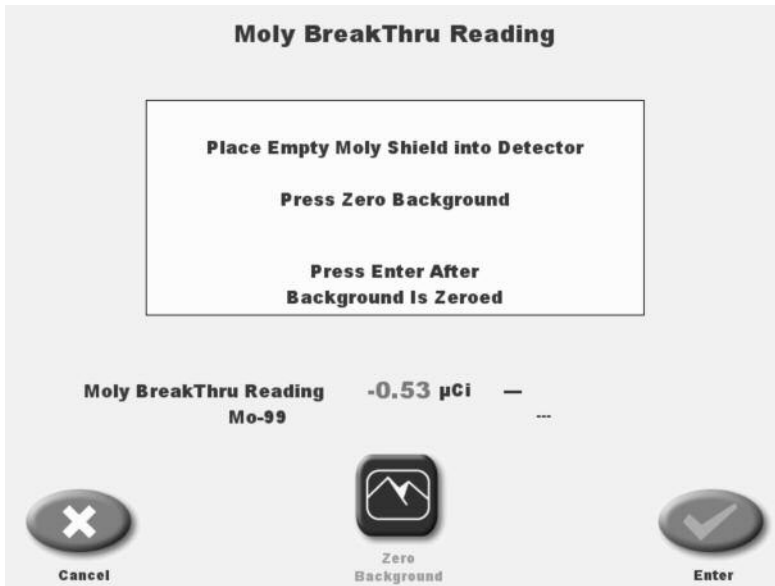 Moly BreakThru Reading
Place Empty Moly Shield into Detector
Press Zero Background
Press Enter After
Background Is Zeroed
Moly BreakThru Reading -0.53 µCi —
Mo-99 ---
Zero
Background
Cancel
Enter